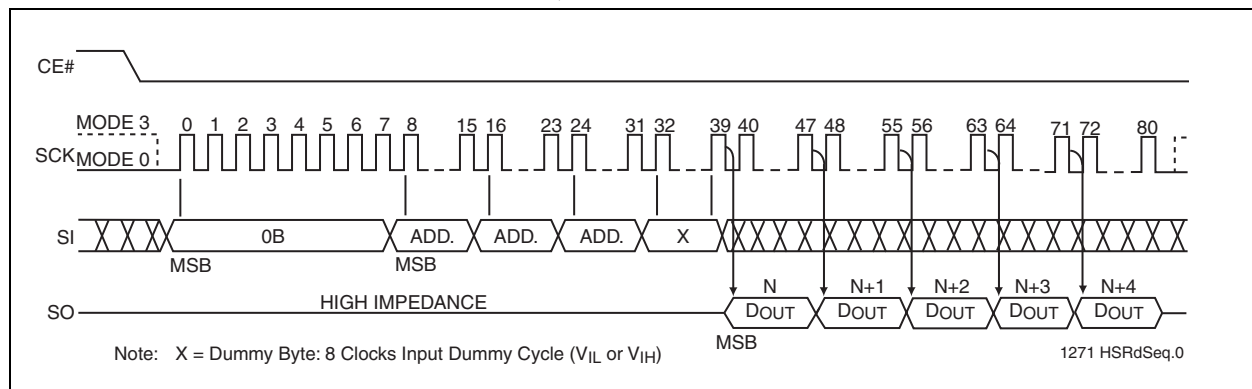 CE#
MODE 3
0 1 2 3 4 5 6 7 8 15 16 23 24 31 32 39 40 47 48 55 56 63 64 71 72 80
SCK MODE 0
SI 0B ADD. ADD. ADD. X
MSB MSB
N N+1 N+2 N+3 N+4
SO HIGH IMPEDANCE DOUT DOUT DOUT DOUT DOUT
MSB
Note: X = Dummy Byte: 8 Clocks Input Dummy Cycle (VIL or VIH)
1271 HSRdSeq.0